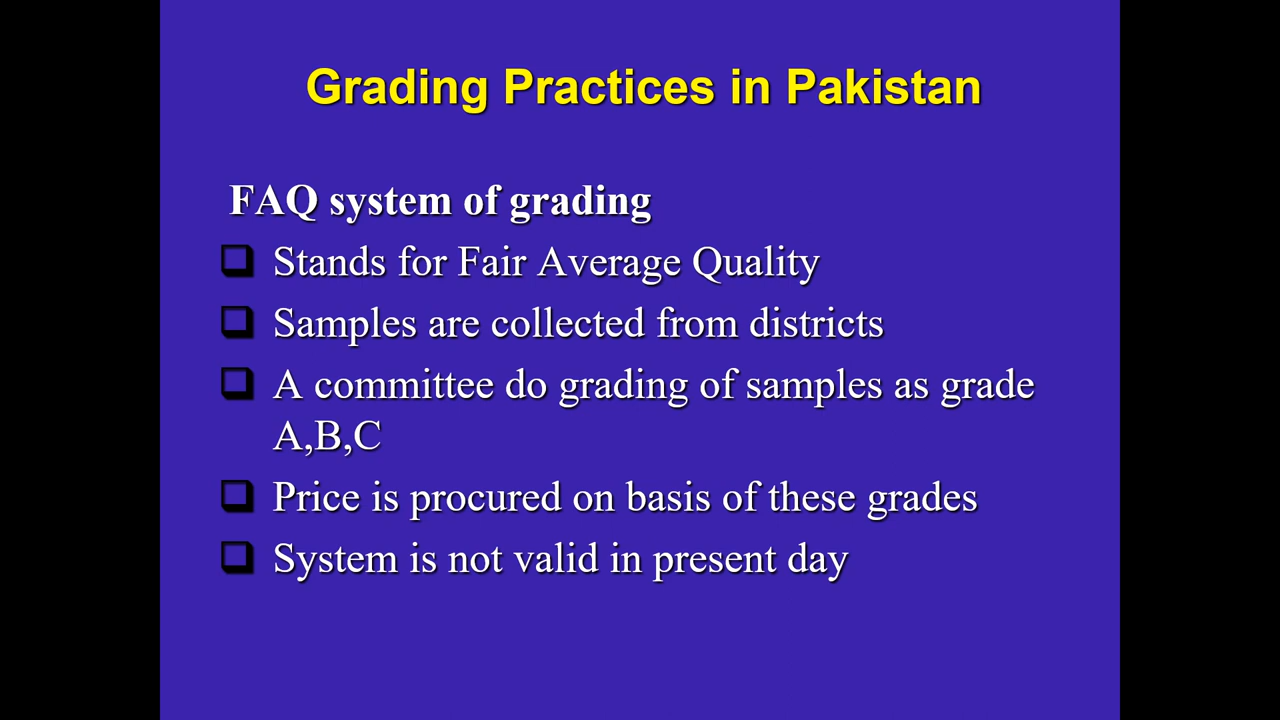 Grading Practices in Pakistan
FAQ system of grading
Stands for Fair Average Quality
Samples are collected from districts
A committee do grading of samples as grade
A,B,C
Price is procured on basis of these grades
System is not valid in present day